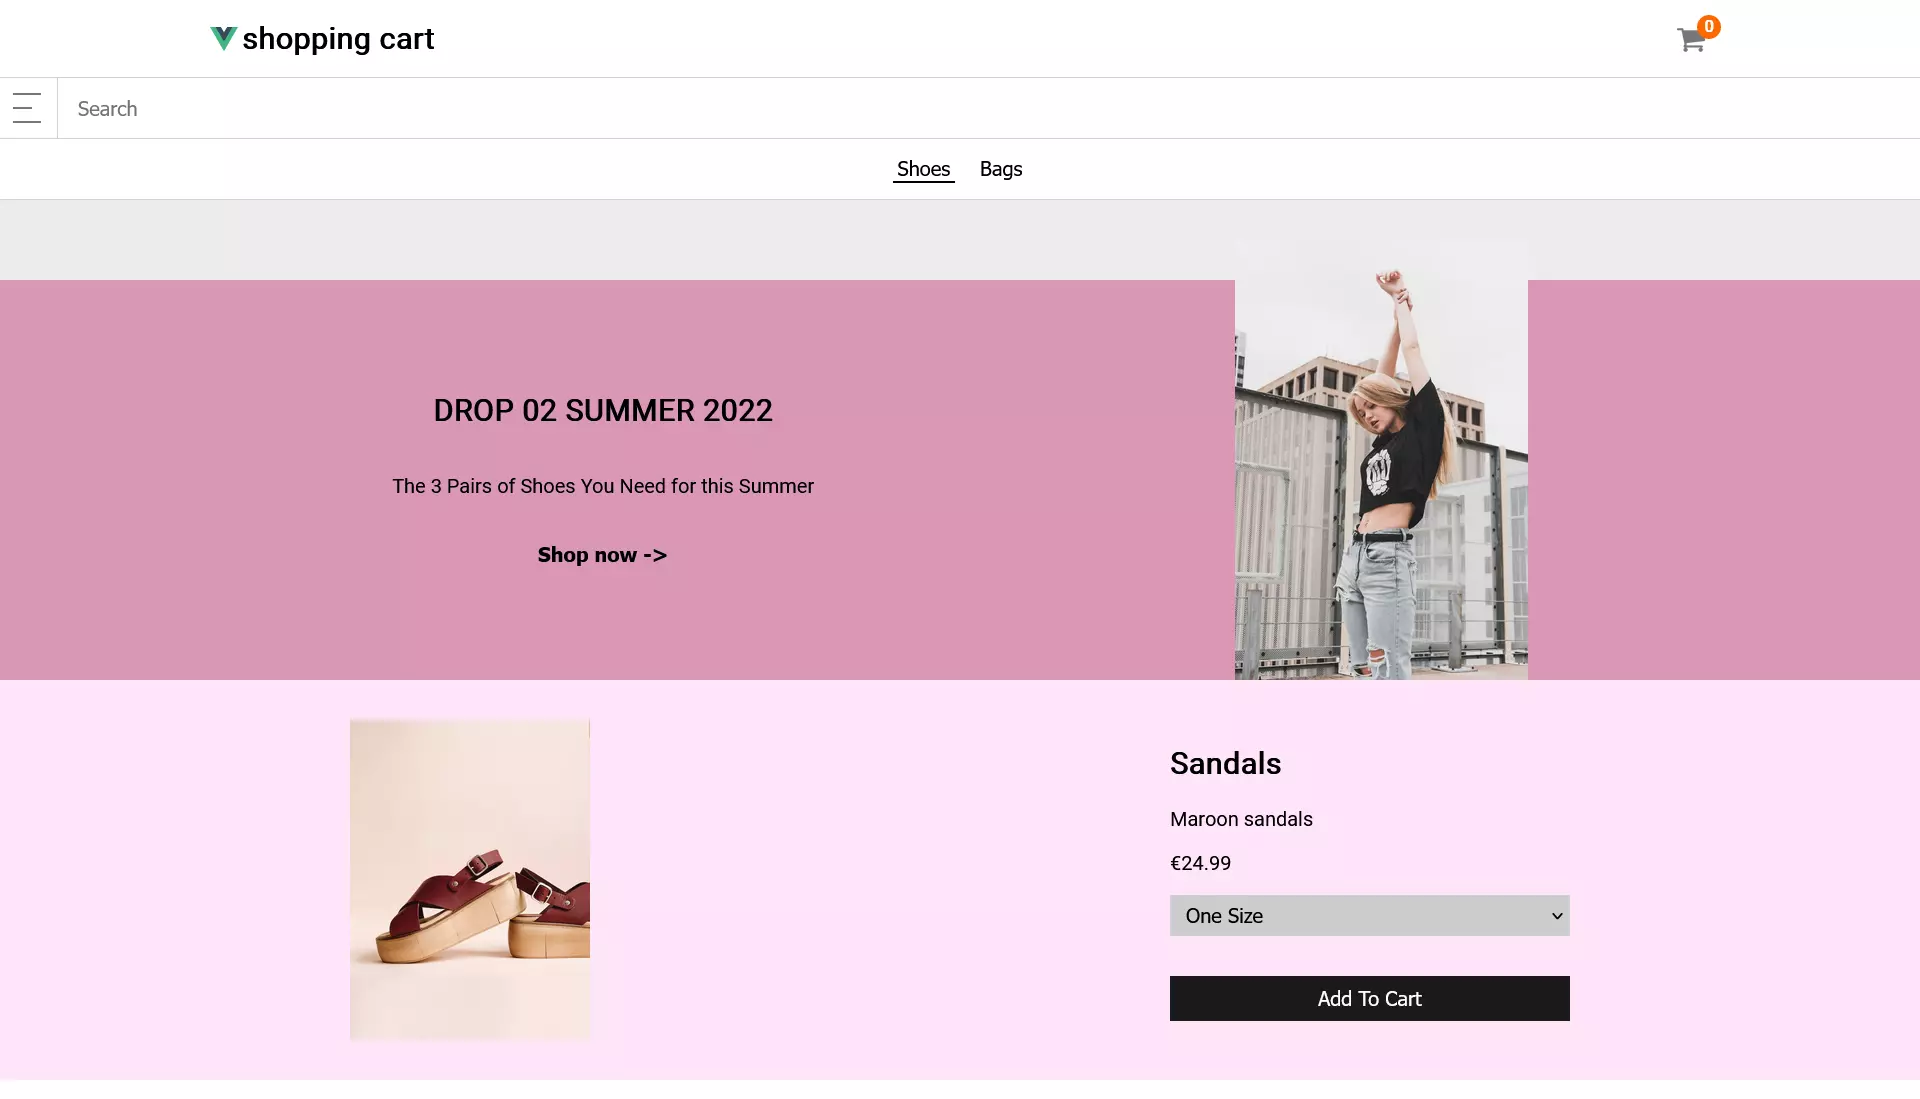 shopping cart
0
Search
Shoes
Bags
DROP 02 SUMMER 2022
The 3 Pairs of Shoes You Need for this Summer
Shop now ->
Sandals
Maroon sandals
€24.99
One Size
Add To Cart